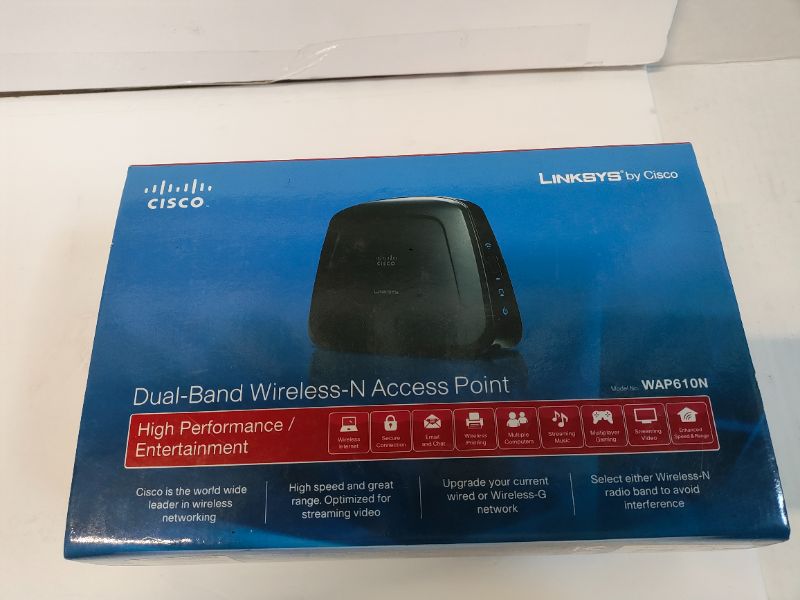 CISCO
LINKSYS® by Cisco
CISCO
LINKSYS
Dual-Band Wireless-N Access Point
Model No. WAP610N
High Performance /
Entertainment
Wireless
Internet
Secure
Connection
Email
and Chat
Wireless
Printing
Multiple
Computers
Streaming
Music
Multiplayer
Gaming
Streaming
Video
Enhanced
Speed & Range
Cisco is the world wide
leader in wireless
networking
High speed and great
range. Optimized for
streaming video
Upgrade your current
wired or Wireless-G
network
Select either Wireless-N
radio band to avoid
interference